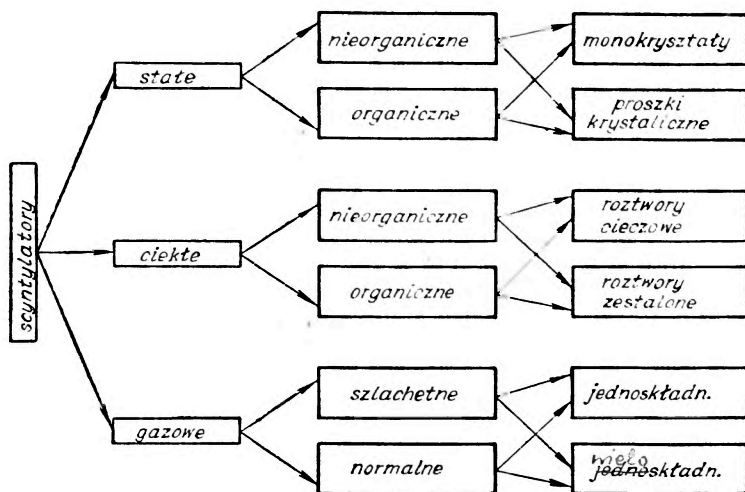 scyntylatory
stałe
nieorganiczne
organiczne
monokryształy
proszki
krystaliczne
ciekłe
nieorganiczne
organiczne
roztwory
cieczowe
roztwory
zestalone
gazowe
szlachetne
normalne
jednoskładn.
wielo
jednoskładn.